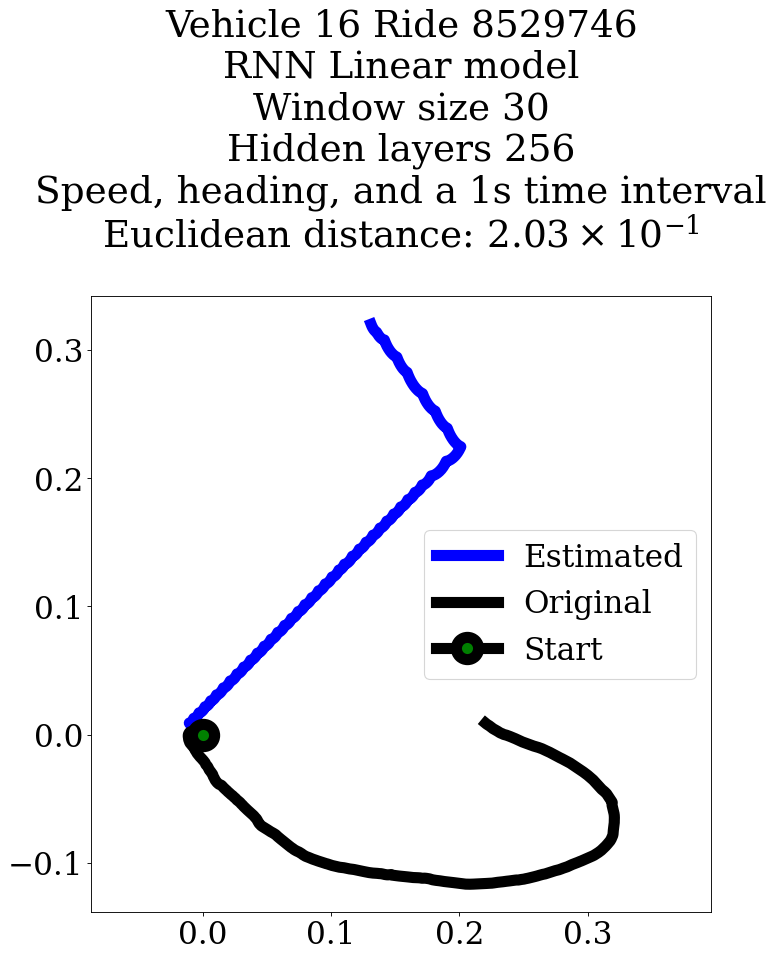 Vehicle 16 Ride 8529746
RNN Linear model
Window size 30
Hidden layers 256
Speed, heading, and a 1s time interval
Euclidean distance: 2.03 × 10⁻¹
0.3
0.2
0.1
0.0
−0.1
Estimated
Original
Start
0.0 0.1 0.2 0.3